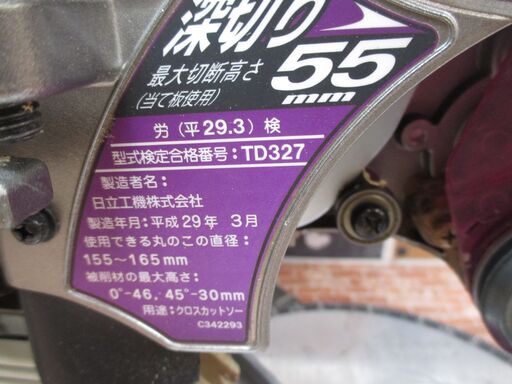 深切り
最大切断高さ
(当て板使用)
55
mm
労(平29.3)検
型式検定合格番号:TD327
製造者名:
日立工機株式会社
製造年月:平成29年 3月
使用できる丸のこの直径:
155~165mm
被削材の最大高さ:
0°-46, 45°-30mm
用途:クロスカットソー
C342293